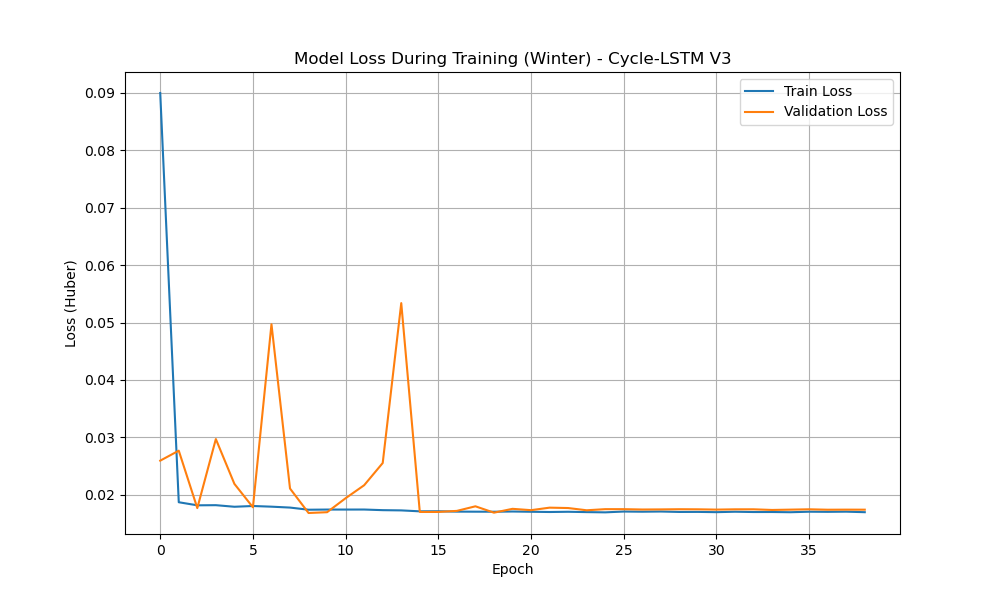 Model Loss During Training (Winter) - Cycle-LSTM V3
Train Loss
Validation Loss
Loss (Huber)
0.09
0.08
0.07
0.06
0.05
0.04
0.03
0.02
0 5 10 15 20 25 30 35
Epoch